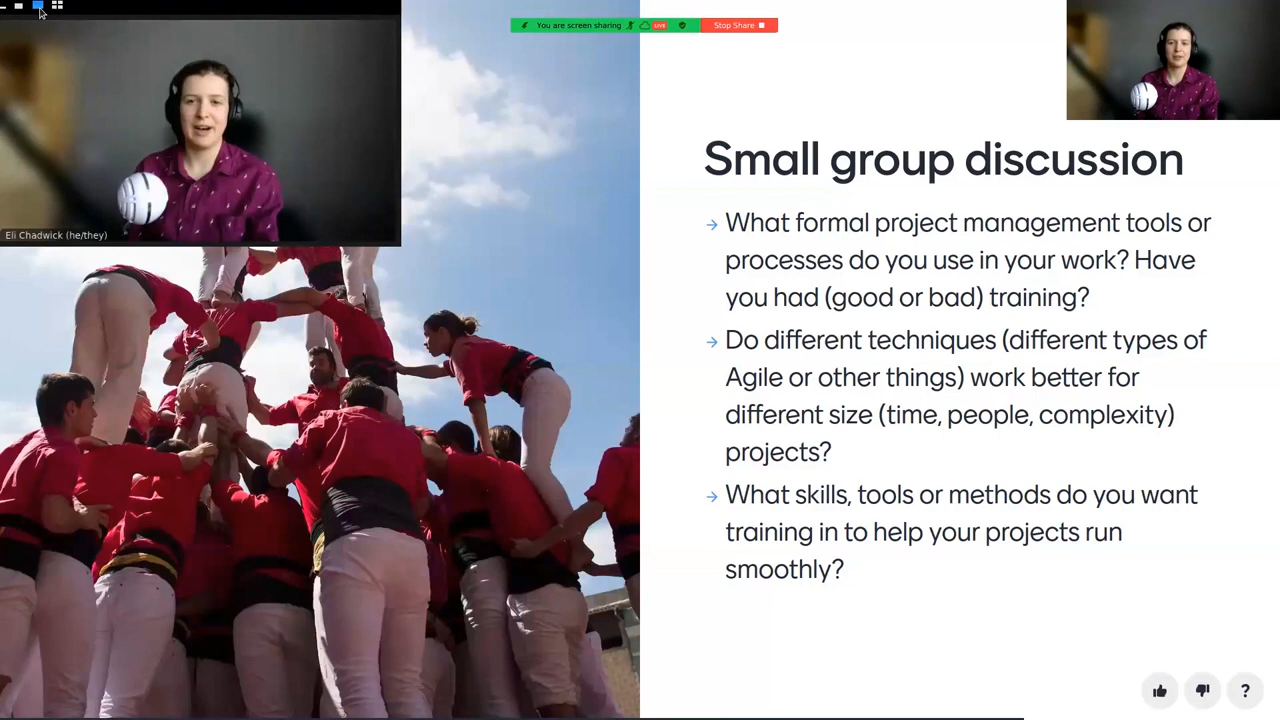 You are screen sharing
LIVE
Stop Share
Eli Chadwick (he/they)
Small group discussion
What formal project management tools or
processes do you use in your work? Have
you had (good or bad) training?
Do different techniques (different types of
Agile or other things) work better for
different size (time, people, complexity)
projects?
What skills, tools or methods do you want
training in to help your projects run
smoothly?
?